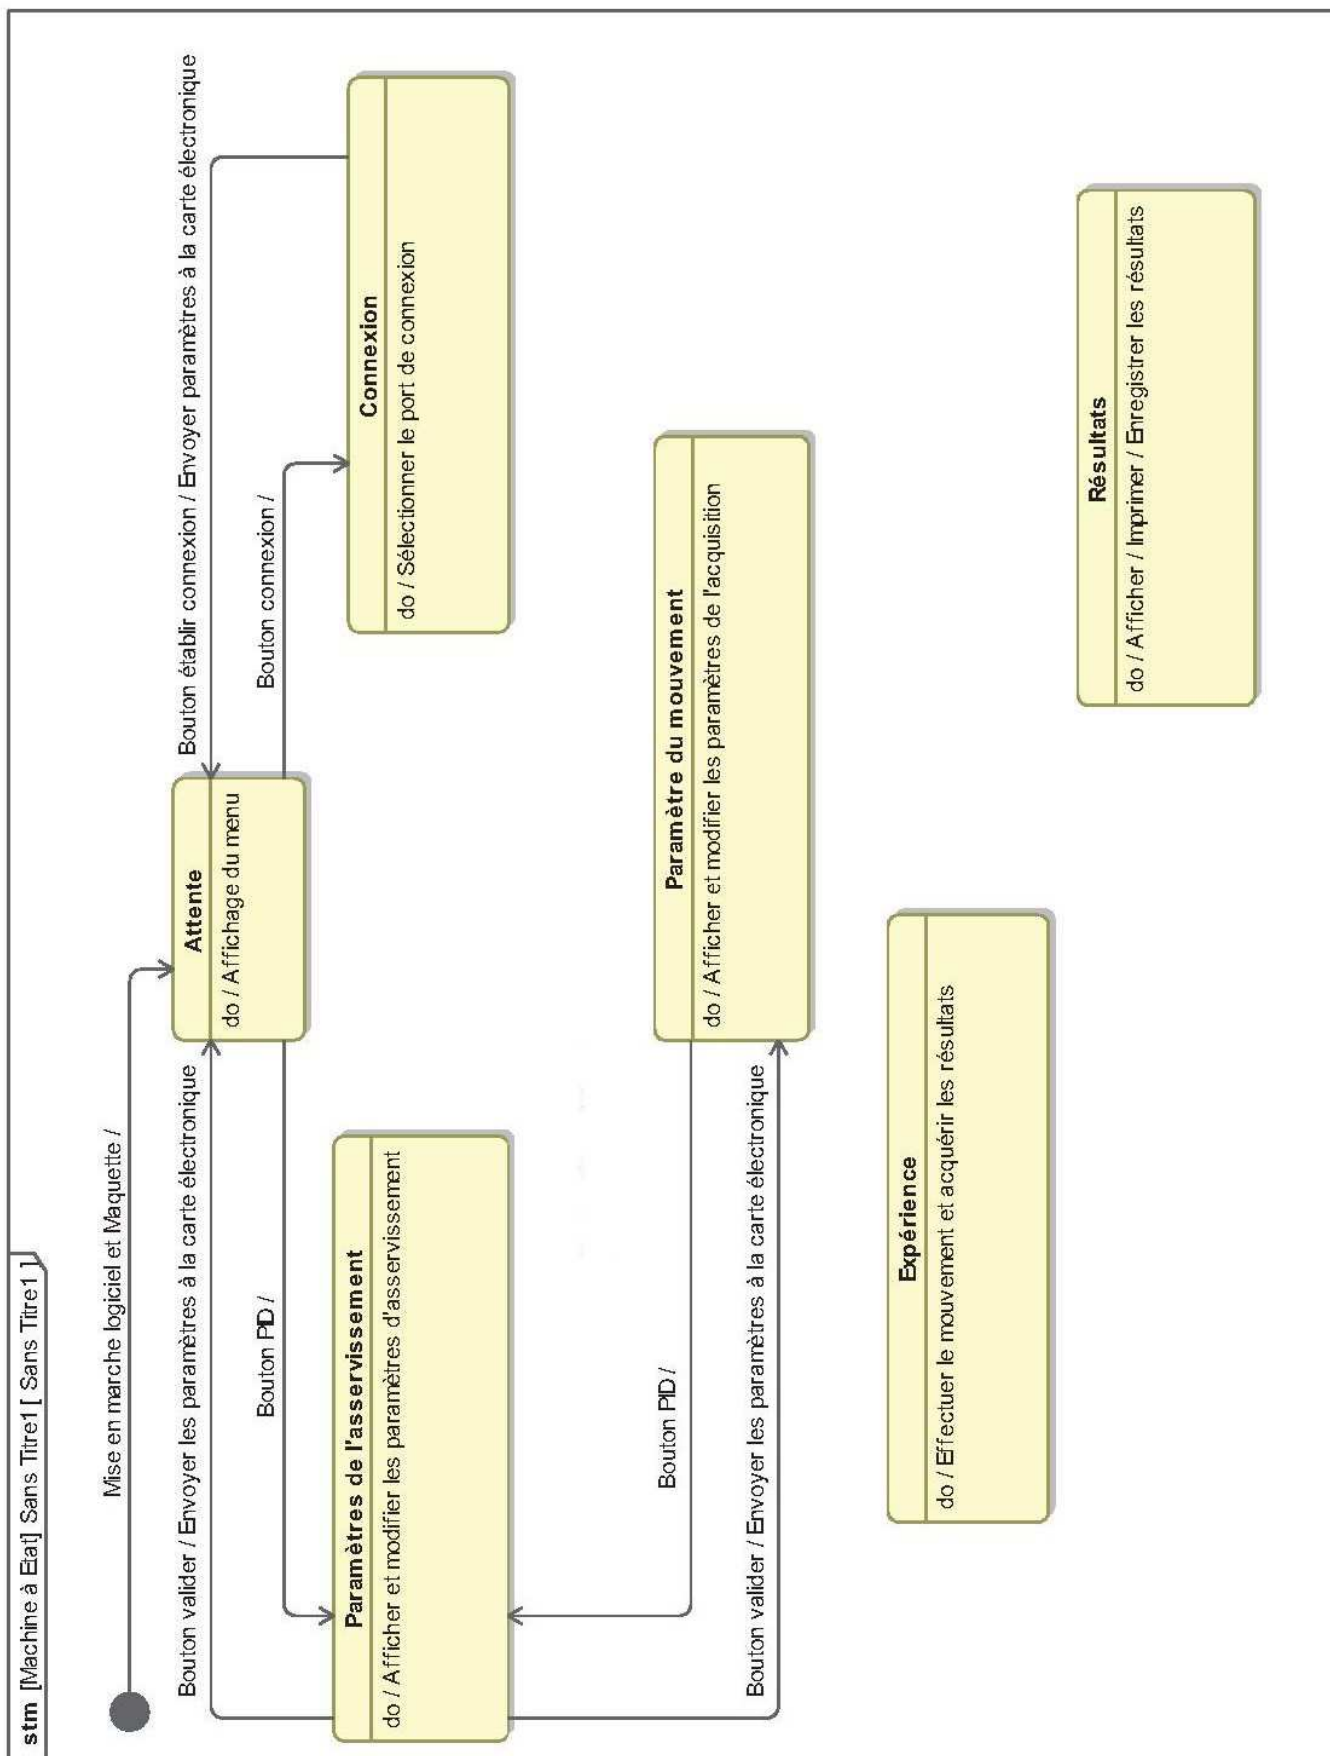 stm [Machine à Etat] Sans Titre1 [ Sans Titre1 ]
Mise en marche logiciel et Maquette /
Bouton valider / Envoyer les paramètres à la carte électronique
Attente
do / Affichage du menu
Bouton établir connexion / Envoyer paramètres à la carte électronique
Bouton PID /
Bouton connexion /
Paramètres de l'asservissement
do / Afficher et modifier les paramètres d'asservissement
Connexion
do / Sélectionner le port de connexion
Bouton PID /
Paramètre du mouvement
do / Afficher et modifier les paramètres de l'acquisition
Bouton valider / Envoyer les paramètres à la carte électronique
Expérience
do / Effectuer le mouvement et acquérir les résultats
Résultats
do / Afficher / Imprimer / Enregistrer les résultats